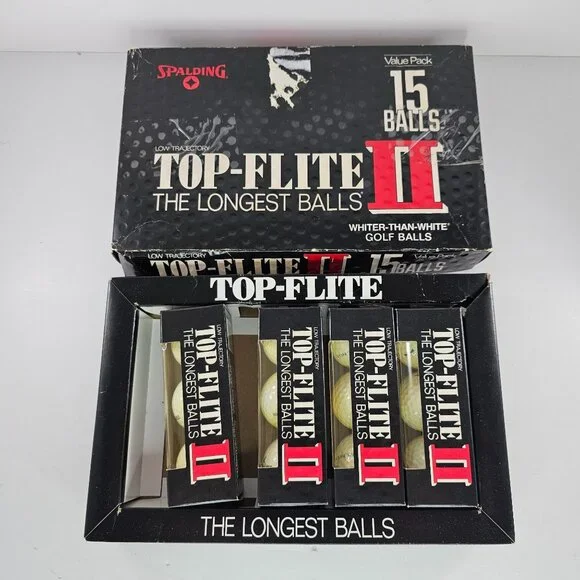 SPALDING
Value Pack
15
BALLS
LOW TRAJECTORY
TOP-FLITE II
THE LONGEST BALLS
WHITER-THAN-WHITE
GOLF BALLS
LOW TRAJECTORY
TOP-FLITE II 15 BALLS
Value Pack
TOP-FLITE
LOW TRAJECTORY
TOP-FLITE II
THE LONGEST BALLS
LOW TRAJECTORY
TOP-FLITE II
THE LONGEST BALLS
LOW TRAJECTORY
TOP-FLITE II
THE LONGEST BALLS
LOW TRAJECTORY
TOP-FLITE II
THE LONGEST BALLS
THE LONGEST BALLS